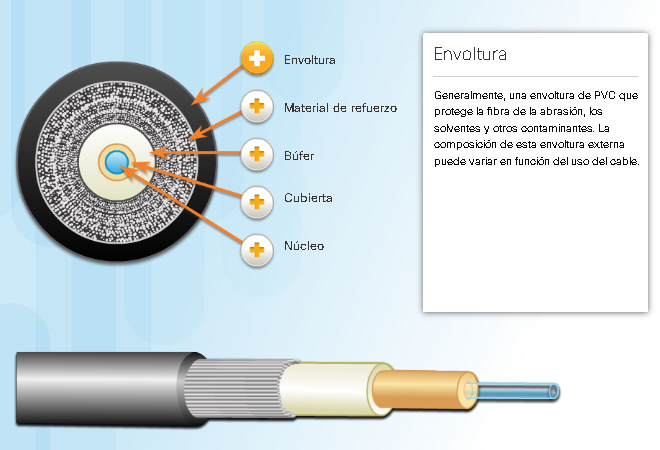 Envoltura
Material de refuerzo
Búfer
Cubierta
Núcleo
Envoltura
Generalmente, una envoltura de PVC que
protege la fibra de la abrasión, los
solventes y otros contaminantes. La
composición de esta envoltura externa
puede variar en función del uso del cable.